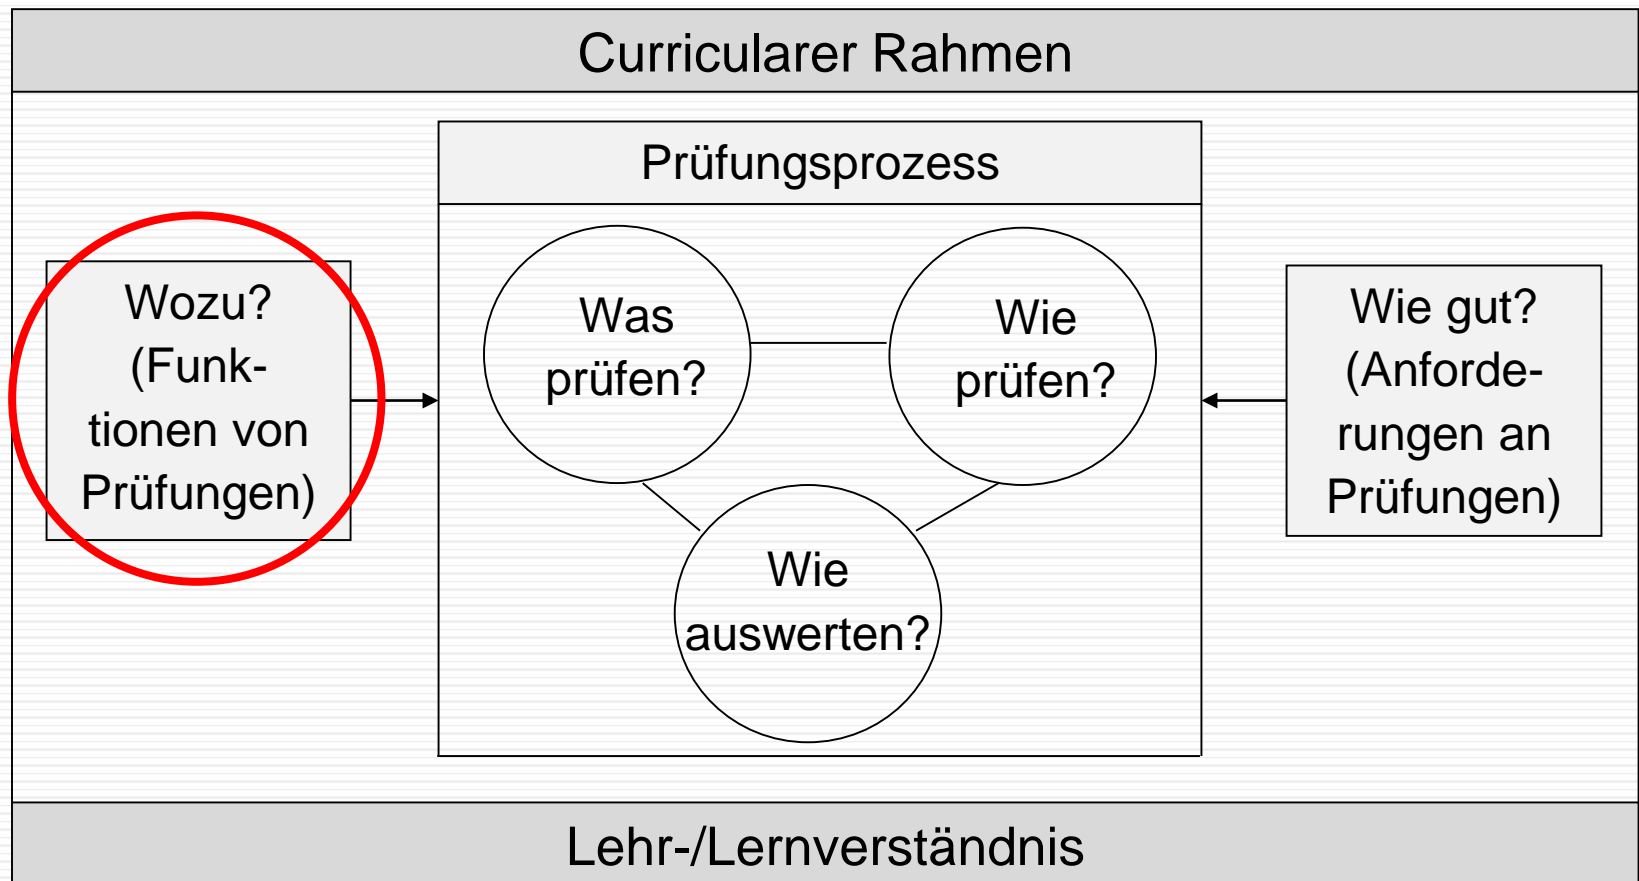 Curricularer Rahmen
Prüfungsprozess
Wozu?
(Funk-
tionen von
Prüfungen)
Was
prüfen?
Wie
prüfen?
Wie
auswerten?
Wie gut?
(Anforde-
rungen an
Prüfungen)
Lehr-/Lernverständnis